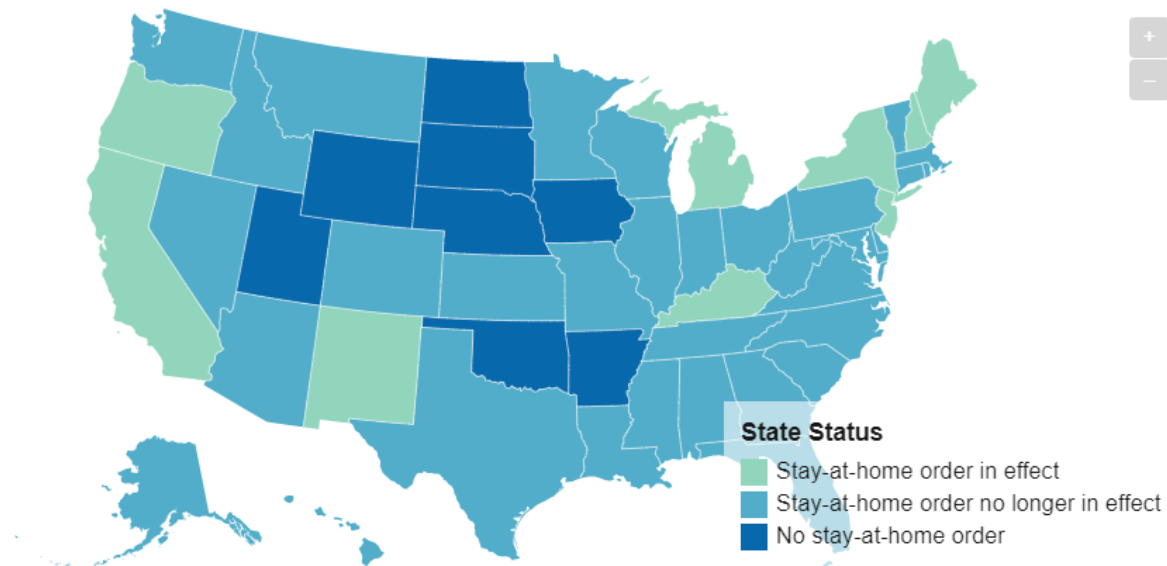 +
−
State Status
Stay-at-home order in effect
Stay-at-home order no longer in effect
No stay-at-home order